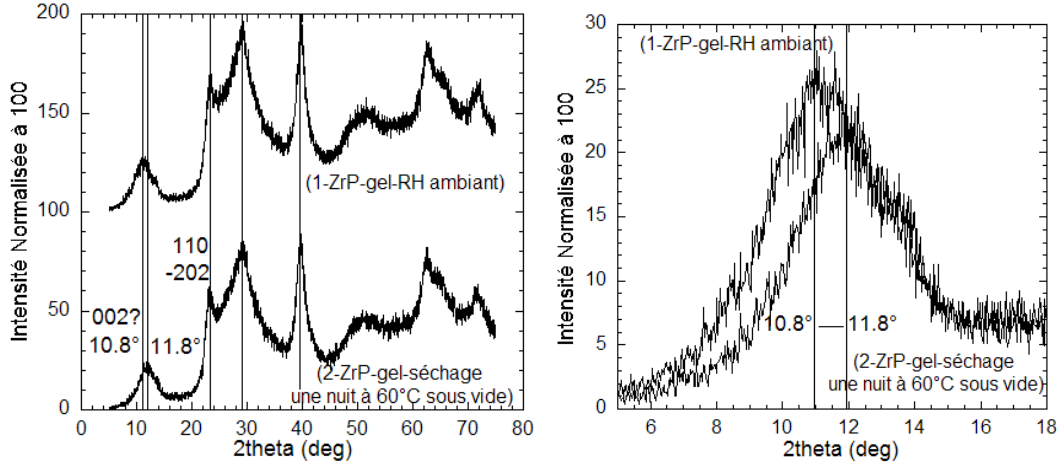 Intensité Normalisée à 100
200
150
100
50
0
(1-ZrP-gel-RH ambiant)
110
-202
002?
10.8°
11.8°
(2-ZrP-gel-séchage
une nuit à 60°C sous vide)
0 10 20 30 40 50 60 70 80
2theta (deg)
Intensité Normalisée à 100
30
25
20
15
10
5
0
(1-ZrP-gel-RH ambiant)
10.8° 11.8°
(2-ZrP-gel-séchage
une nuit à 60°C sous vide)
6 8 10 12 14 16 18
2theta (deg)